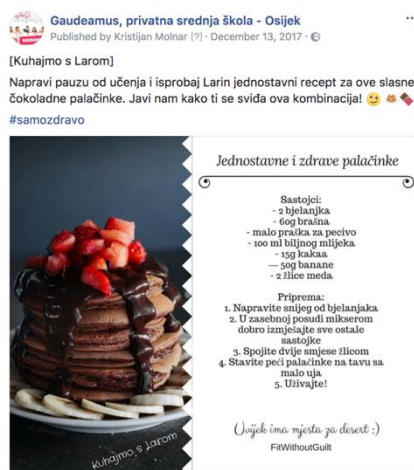 Gaudeamus, privatna srednja škola - Osijek
Published by Kristijan Molnar [?] · December 13, 2017 ·
[Kuhajmo s Larom]
Napravi pauzu od učenja i isprobaj Larin jednostavni recept za ove slasne
čokoladne palačinke. Javi nam kako ti se sviđa ova kombinacija!
#samozdravo
Jednostavne i zdrave palačinke
Sastojci:
- 2 bjelanjka
- 60g brašna
- malo praška za pecivo
- 100 ml biljnog mlijeka
- 15g kakaa
— 50g banane
- 2 žlice meda
Priprema:
1. Napravite snijeg od bjelanjaka
2. U zasebnoj posudi mikserom
dobro izmješajte sve ostale
sastojke
3. Spojite dvije smjese žlicom
4. Stavite peći palačinke na tavu sa
malo uja
5. Uživajte!
Uvijek ima mjesta za desert :)
FitWithoutGuilt
Kuhajmo s Larom